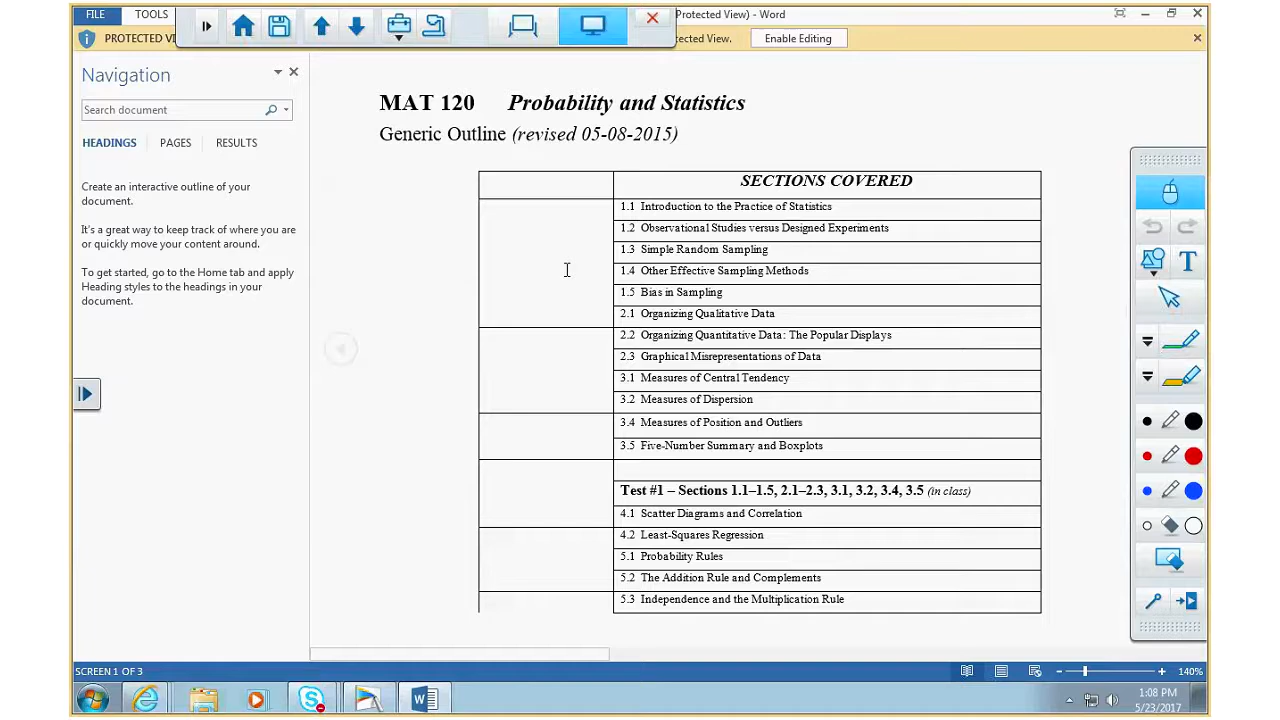 FILE TOOLS
Protected View) - Word
PROTECTED VI
tected View. Enable Editing
Navigation
Search document
HEADINGS PAGES RESULTS
Create an interactive outline of your
document.
It's a great way to keep track of where you are
or quickly move your content around.
To get started, go to the Home tab and apply
Heading styles to the headings in your
document.
MAT 120 Probability and Statistics
Generic Outline (revised 05-08-2015)
SECTIONS COVERED
1.1 Introduction to the Practice of Statistics
1.2 Observational Studies versus Designed Experiments
1.3 Simple Random Sampling
1.4 Other Effective Sampling Methods
1.5 Bias in Sampling
2.1 Organizing Qualitative Data
2.2 Organizing Quantitative Data: The Popular Displays
2.3 Graphical Misrepresentations of Data
3.1 Measures of Central Tendency
3.2 Measures of Dispersion
3.4 Measures of Position and Outliers
3.5 Five-Number Summary and Boxplots
Test #1 – Sections 1.1–1.5, 2.1–2.3, 3.1, 3.2, 3.4, 3.5 (in class)
4.1 Scatter Diagrams and Correlation
4.2 Least-Squares Regression
5.1 Probability Rules
5.2 The Addition Rule and Complements
5.3 Independence and the Multiplication Rule
T
SCREEN 1 OF 3
140%
1:08 PM
5/23/2017